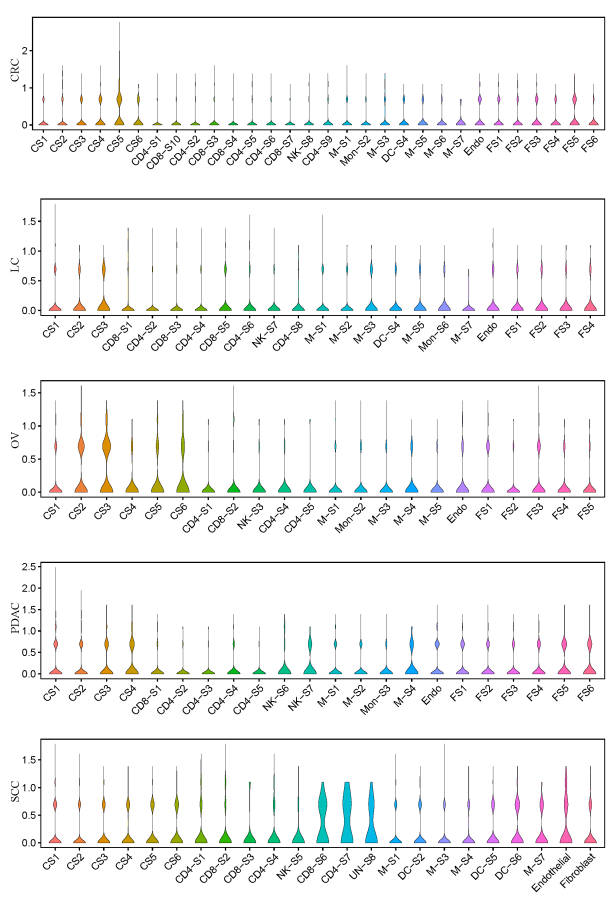 CRC
2
1
0
CS1 CS2 CS3 CS4 CS5 CS6 CD4-S1 CD8-S10 CD4-S2 CD8-S3 CD8-S4 CD4-S5 CD4-S6 CD8-S7 NK-S8 CD4-S9 M-S1 Mon-S2 M-S3 DC-S4 M-S5 M-S6 M-S7 Endo FS1 FS2 FS3 FS4 FS5 FS6
LC
1.5
1.0
0.5
0.0
CS1 CS2 CS3 CD8-S1 CD4-S2 CD8-S3 CD4-S4 CD8-S5 CD4-S6 NK-S7 CD4-S8 M-S1 M-S2 M-S3 DC-S4 M-S5 Mon-S6 M-S7 Endo FS1 FS2 FS3 FS4
OV
1.5
1.0
0.5
0.0
CS1 CS2 CS3 CS4 CS5 CS6 CD4-S1 CD8-S2 NK-S3 CD4-S4 CD4-S5 M-S1 Mon-S2 M-S3 M-S4 M-S5 Endo FS1 FS2 FS3 FS4 FS5
PDAC
2.5
2.0
1.5
1.0
0.5
0.0
CS1 CS2 CS3 CS4 CD8-S1 CD4-S2 CD4-S3 CD4-S4 CD4-S5 NK-S6 NK-S7 M-S1 M-S2 Mon-S3 M-S4 Endo FS1 FS2 FS3 FS4 FS5 FS6
SCC
1.5
1.0
0.5
0.0
CS1 CS2 CS3 CS4 CS5 CS6 CD4-S1 CD8-S2 CD8-S3 CD4-S4 NK-S5 CD8-S6 CD4-S7 UN-S8 M-S1 DC-S2 M-S3 M-S4 DC-S5 DC-S6 M-S7 Endothelial Fibroblast